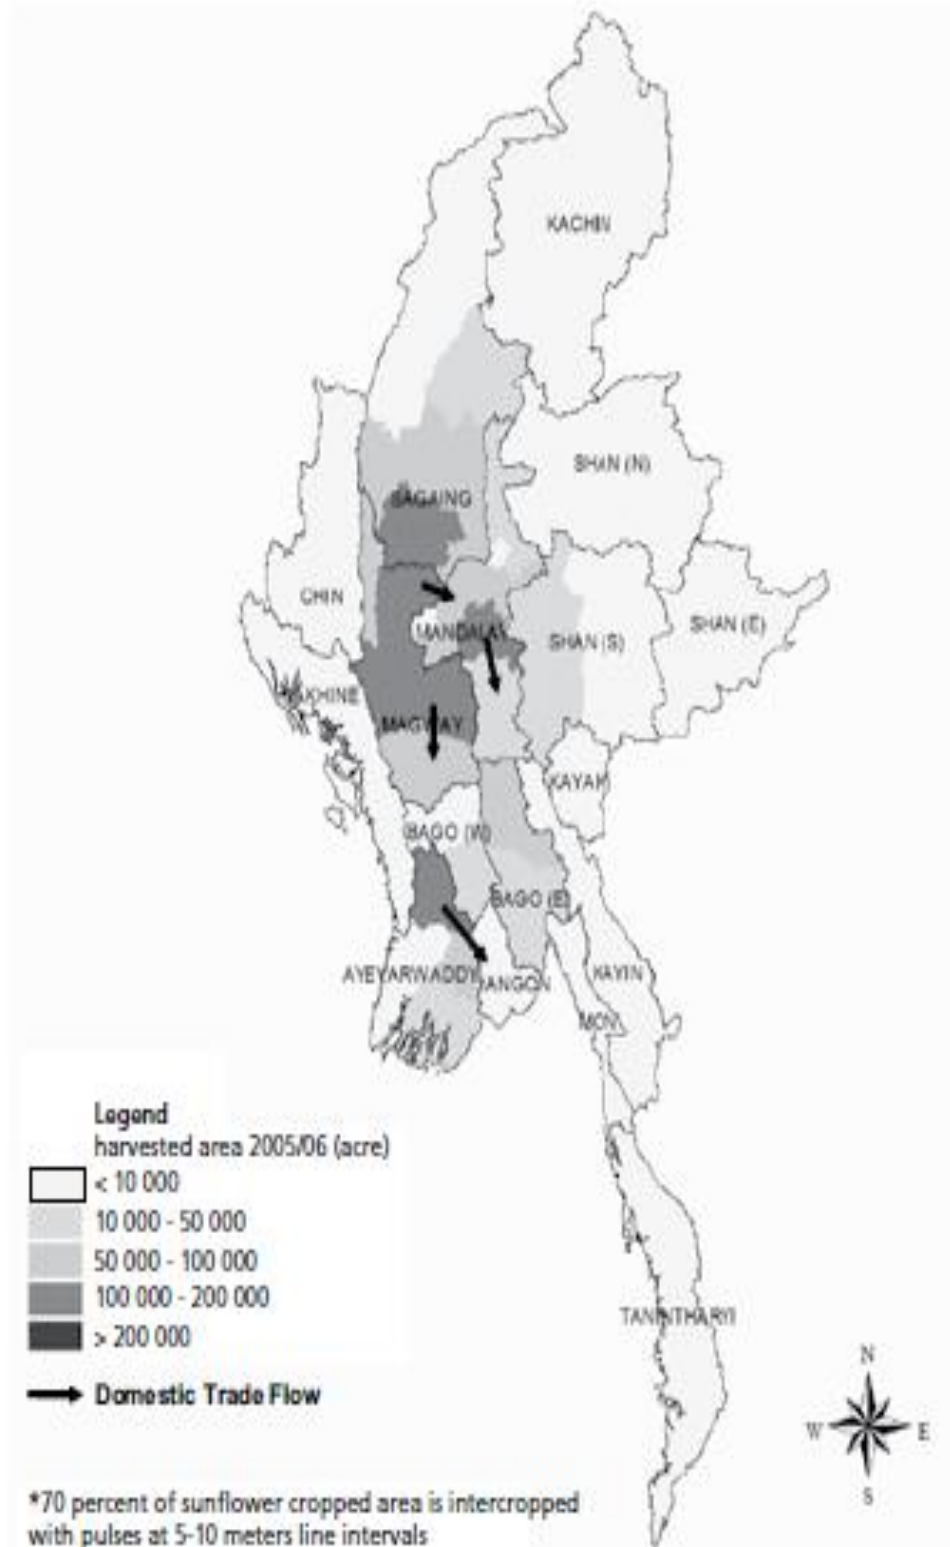 KACHIN
SHAN (N)
SAGAING
CHIN
SHAN (E)
MANDALAY
SHAN (S)
AKHINE
MAGWAY
KAYAH
BAGO (W)
BAGO (E)
AYEYARWADDY
ANGON
KAYIN
MON
Legend
harvested area 2005/06 (acre)
< 10 000
10 000 - 50 000
50 000 - 100 000
100 000 - 200 000
> 200 000
TANINTHARYI
Domestic Trade Flow
N
W E
S
*70 percent of sunflower cropped area is intercropped
with pulses at 5-10 meters line intervals